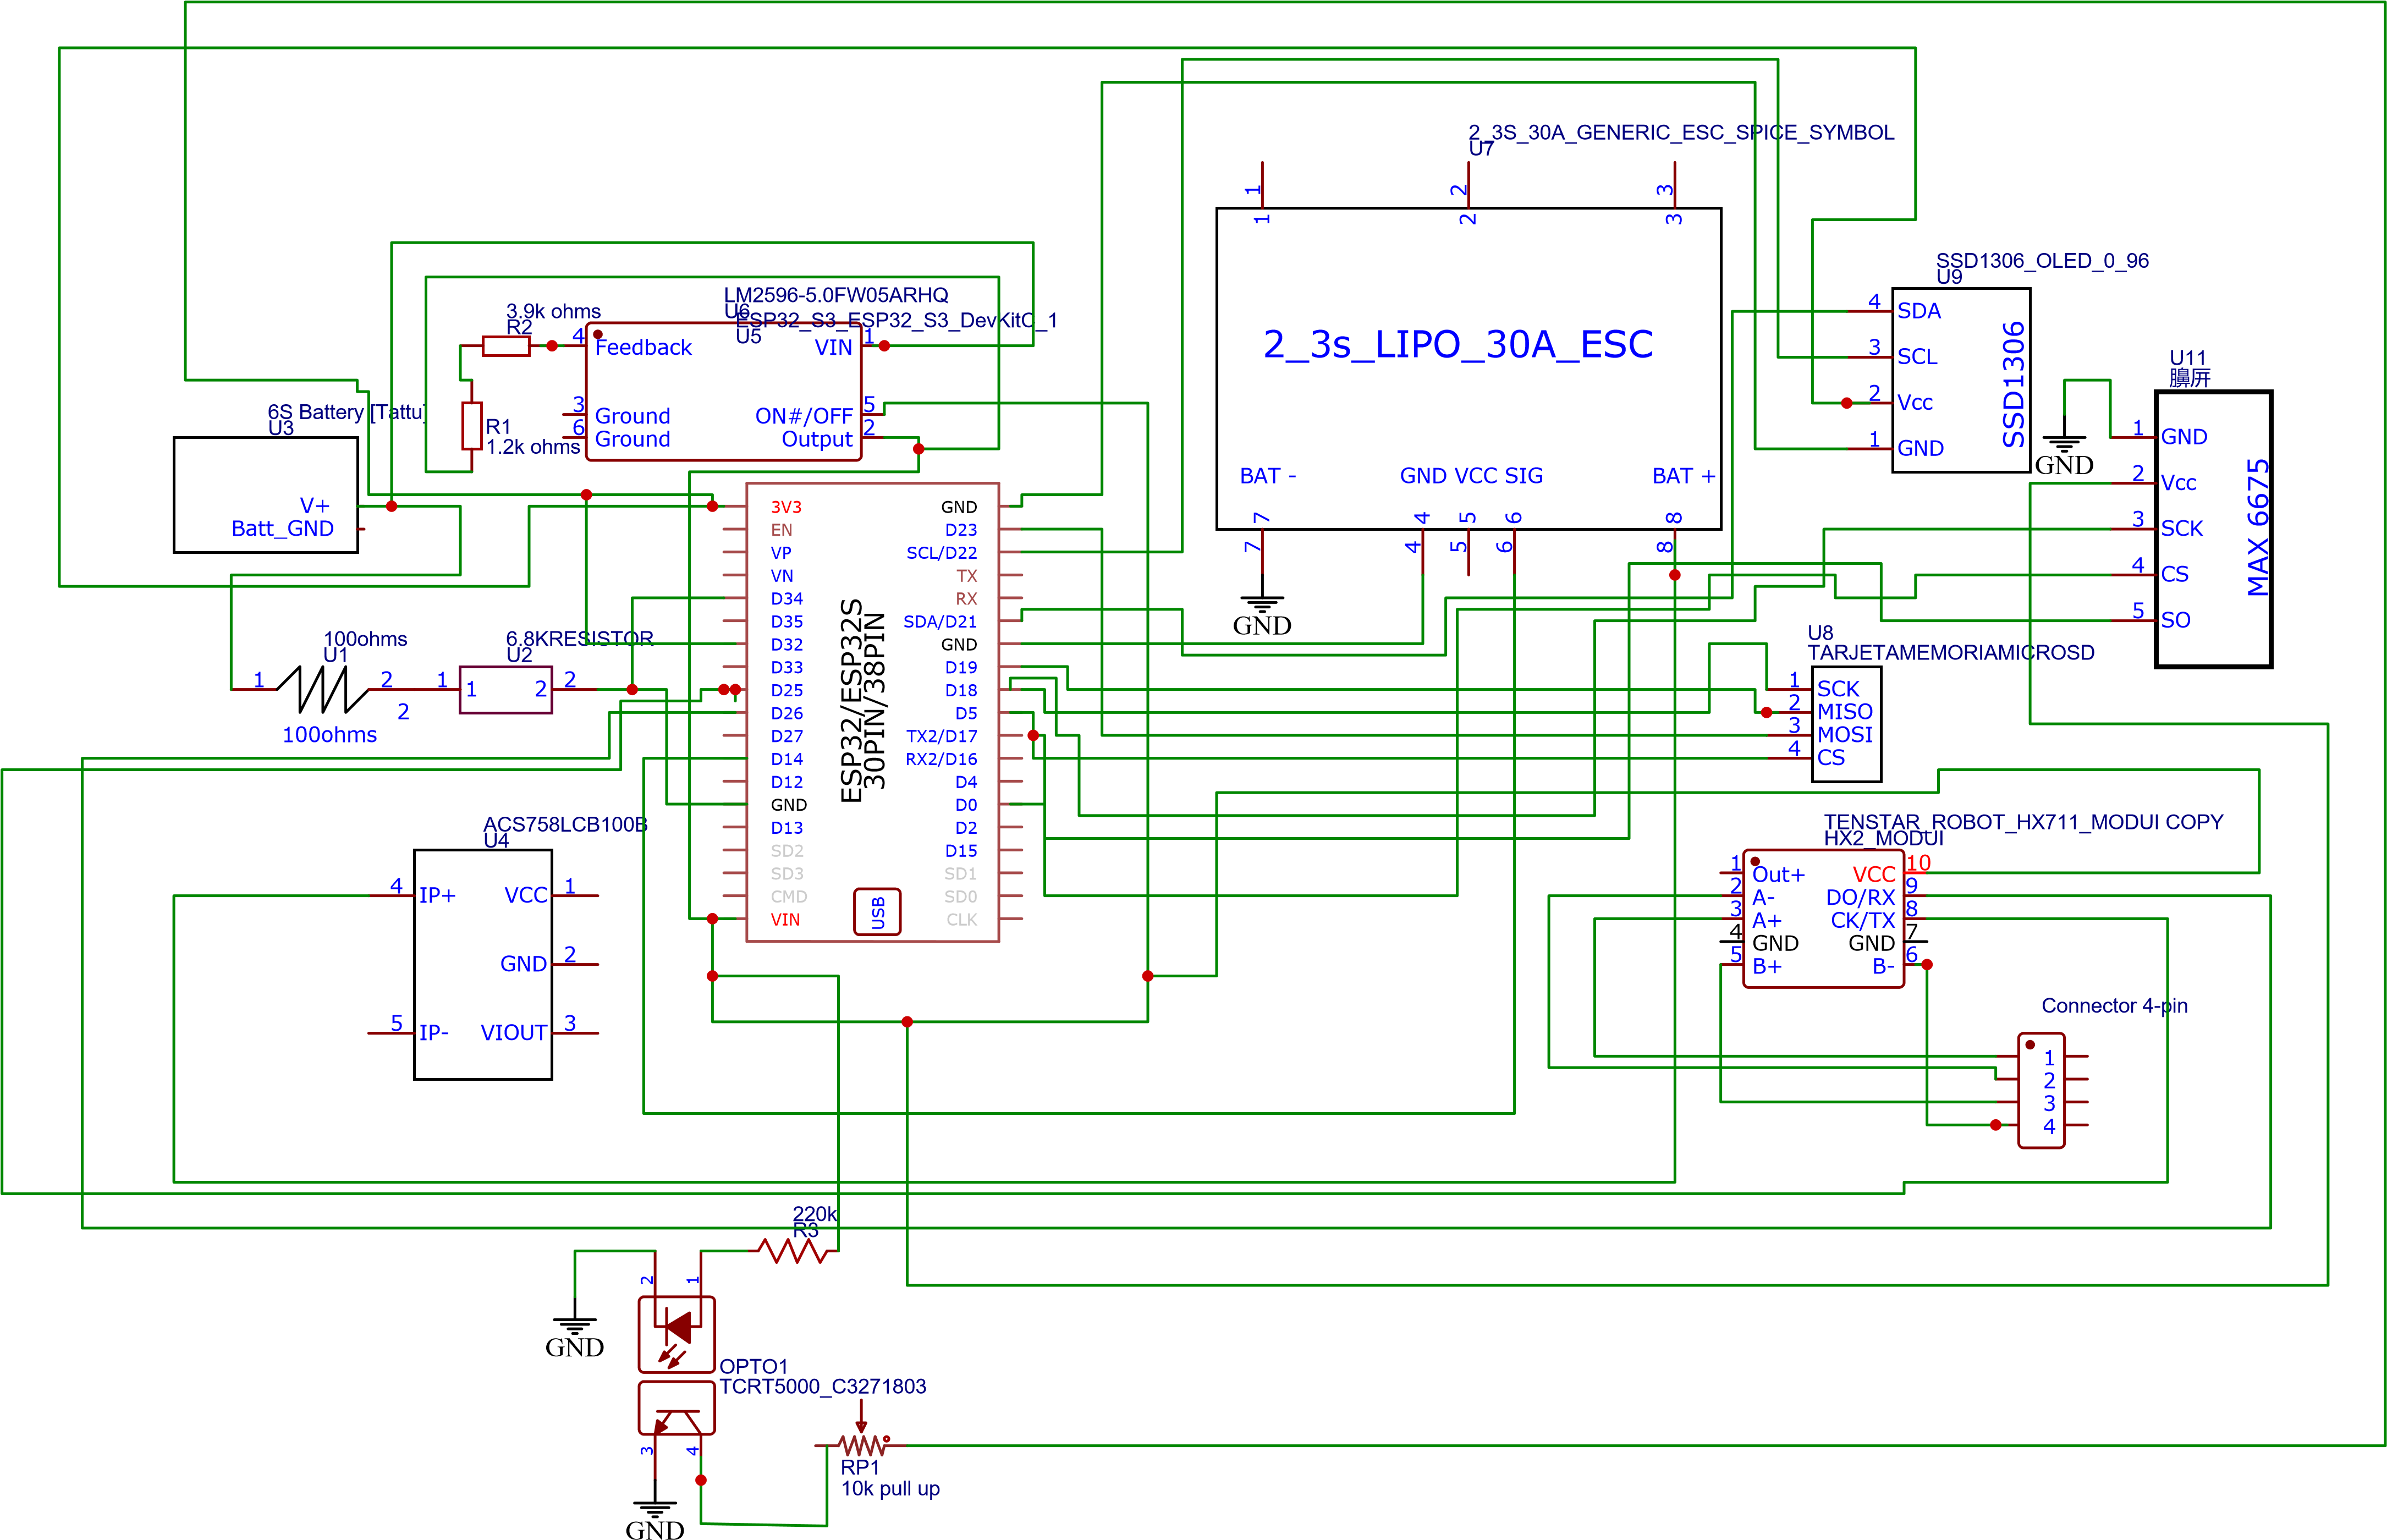 2_3S_30A_GENERIC_ESC_SPICE_SYMBOL
U7
1
2
3
1
2
3
2_3s_LIPO_30A_ESC
BAT -
GND VCC SIG
BAT +
7
4
5
6
8
7
4
5
6
8
GND
SSD1306_OLED_0_96
U9
4
SDA
3
SCL
2
Vcc
1
GND
SSD1306
GND
U11
1
GND
2
Vcc
3
SCK
4
CS
5
SO
MAX 6675
LM2596-5.0FW05ARHQ
U6
ESP32_S3_ESP32_S3_DevKitC_1
U5
3.9k ohms
R2
4
Feedback
VIN
1
3
Ground
ON#/OFF
5
6
Ground
Output
2
R1
1.2k ohms
6S Battery [Tattu]
U3
V+
Batt_GND
3V3
EN
VP
VN
D34
D35
D32
D33
D25
D26
D27
D14
D12
GND
D13
SD2
SD3
CMD
VIN
ESP32/ESP32S
30PIN/38PIN
USB
GND
D23
SCL/D22
TX
RX
SDA/D21
GND
D19
D18
D5
TX2/D17
RX2/D16
D4
D0
D2
D15
SD1
SD0
CLK
100ohms
U1
1
2
2
100ohms
6.8KRESISTOR
U2
1
1
2
2
U8
TARJETAMEMORIAMICROSD
1
SCK
2
MISO
3
MOSI
4
CS
ACS758LCB100B
U4
4
IP+
VCC
1
GND
2
5
IP-
VIOUT
3
TENSTAR_ROBOT_HX711_MODUI COPY
HX2_MODUI
1
Out+
VCC
10
2
A-
DO/RX
9
3
A+
CK/TX
8
4
GND
GND
7
5
B+
B-
6
Connector 4-pin
1
2
3
4
220k
R3
2
1
GND
OPTO1
TCRT5000_C3271803
3
4
GND
RP1
10k pull up